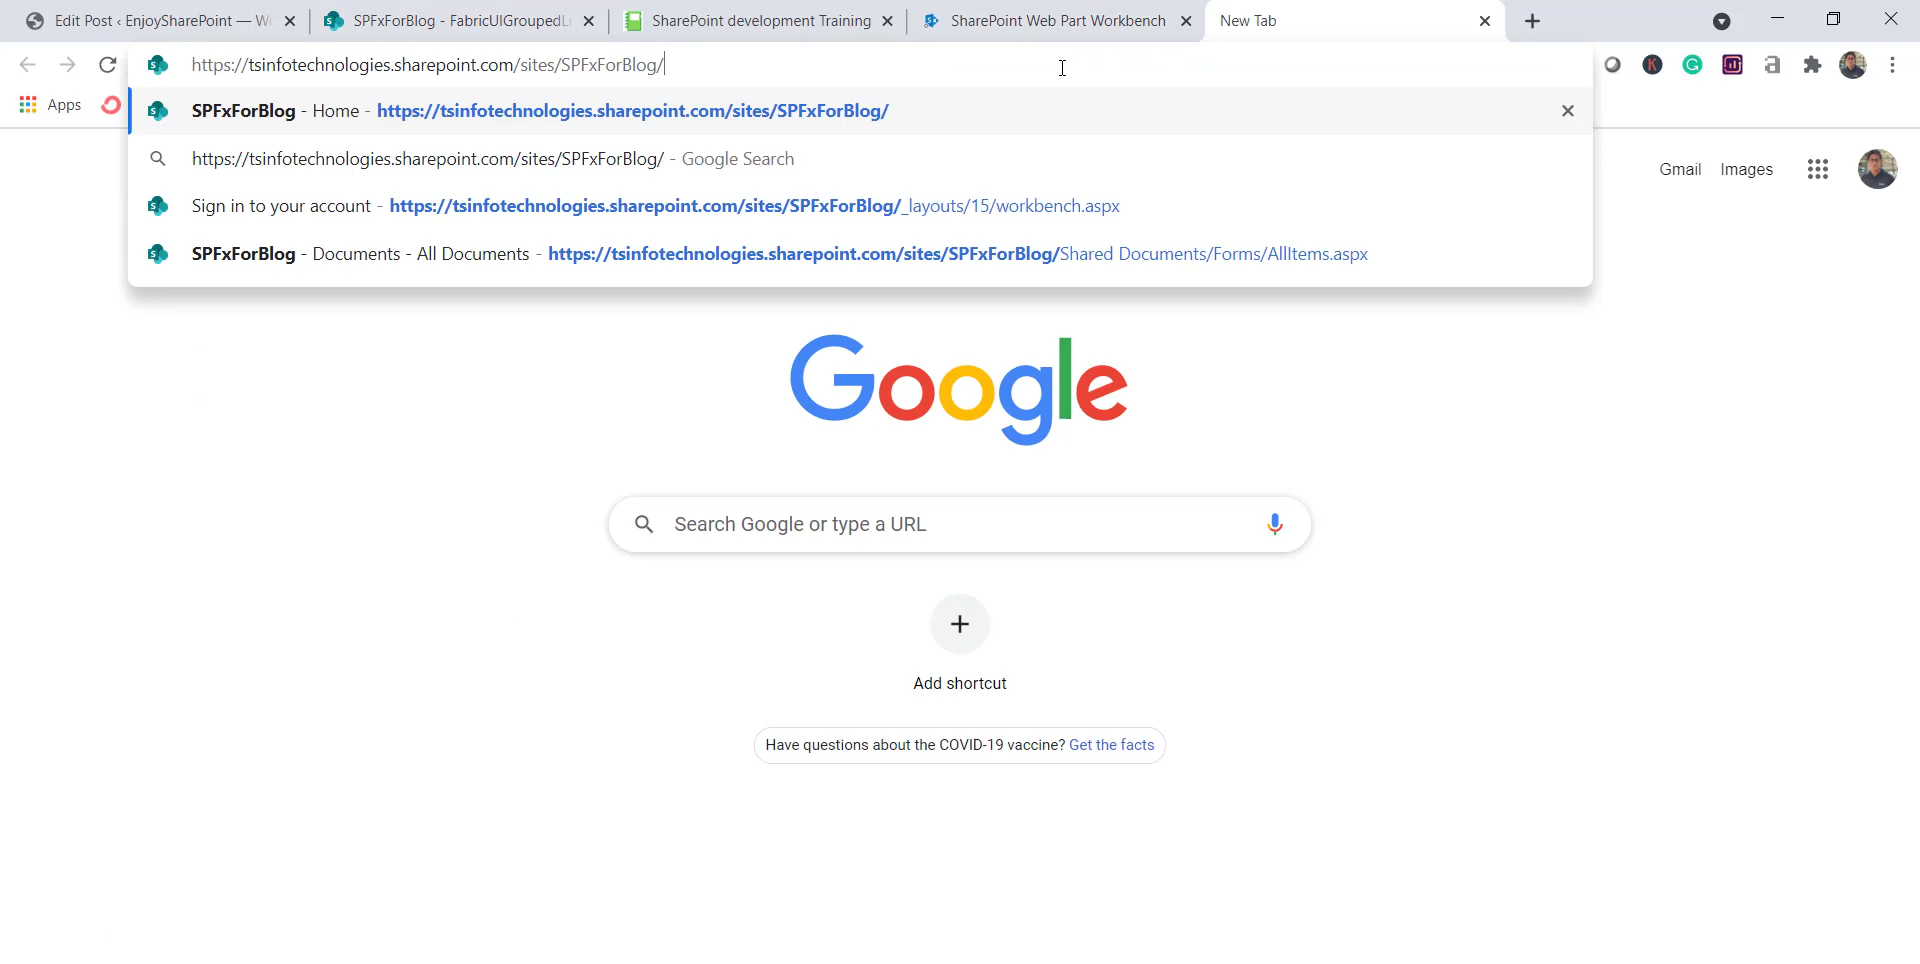 Edit Post ‹ EnjoySharePoint — Wo
SPFxForBlog - FabricUIGroupedLi
SharePoint development Training
SharePoint Web Part Workbench
New Tab
https://tsinfotechnologies.sharepoint.com/sites/SPFxForBlog/
Apps
SPFxForBlog - Home - https://tsinfotechnologies.sharepoint.com/sites/SPFxForBlog/
https://tsinfotechnologies.sharepoint.com/sites/SPFxForBlog/ - Google Search
Sign in to your account - https://tsinfotechnologies.sharepoint.com/sites/SPFxForBlog/_layouts/15/workbench.aspx
SPFxForBlog - Documents - All Documents - https://tsinfotechnologies.sharepoint.com/sites/SPFxForBlog/Shared Documents/Forms/AllItems.aspx
Gmail Images
Google
Search Google or type a URL
Add shortcut
Have questions about the COVID-19 vaccine? Get the facts